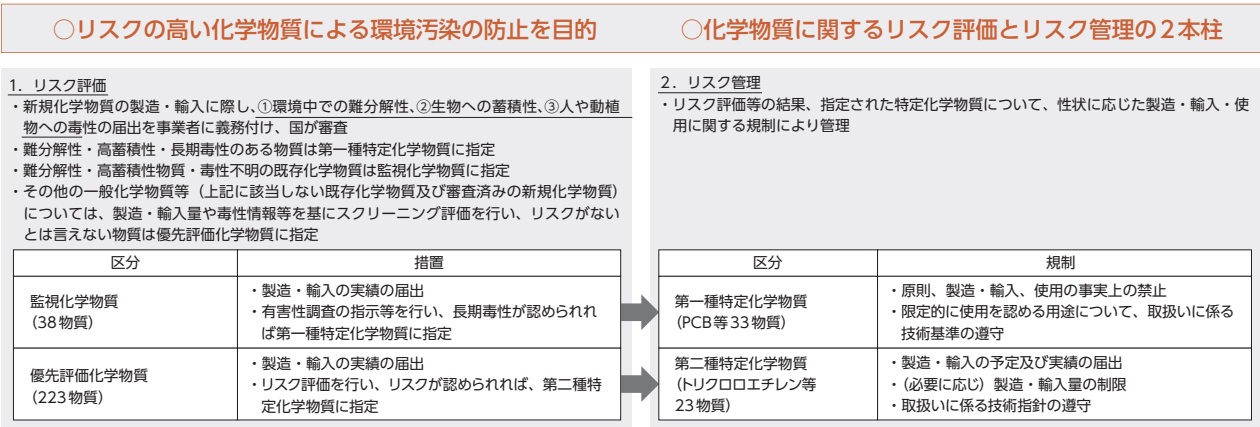 ○リスクの高い化学物質による環境汚染の防止を目的
○化学物質に関するリスク評価とリスク管理の2本柱
1．リスク評価
・新規化学物質の製造・輸入に際し、①環境中での難分解性、②生物への蓄積性、③人や動植
物への毒性の届出を事業者に義務付け、国が審査
・難分解性・高蓄積性・長期毒性のある物質は第一種特定化学物質に指定
・難分解性・高蓄積性物質・毒性不明の既存化学物質は監視化学物質に指定
・その他の一般化学物質等（上記に該当しない既存化学物質及び審査済みの新規化学物質）
については、製造・輸入量や毒性情報等を基にスクリーニング評価を行い、リスクがない
とは言えない物質は優先評価化学物質に指定
区分
措置
監視化学物質
(38物質)
・製造・輸入の実績の届出
・有害性調査の指示等を行い、長期毒性が認められれ
ば第一種特定化学物質に指定
優先評価化学物質
(223物質)
・製造・輸入の実績の届出
・リスク評価を行い、リスクが認められれば、第二種特
定化学物質に指定
2．リスク管理
・リスク評価等の結果、指定された特定化学物質について、性状に応じた製造・輸入・使
用に関する規制により管理
区分
規制
第一種特定化学物質
(PCB等33物質)
・原則、製造・輸入、使用の事実上の禁止
・限定的に使用を認める用途について、取扱いに係る
技術基準の遵守
第二種特定化学物質
(トリクロロエチレン等
23物質)
・製造・輸入の予定及び実績の届出
・(必要に応じ）製造・輸入量の制限
・取扱いに係る技術指針の遵守